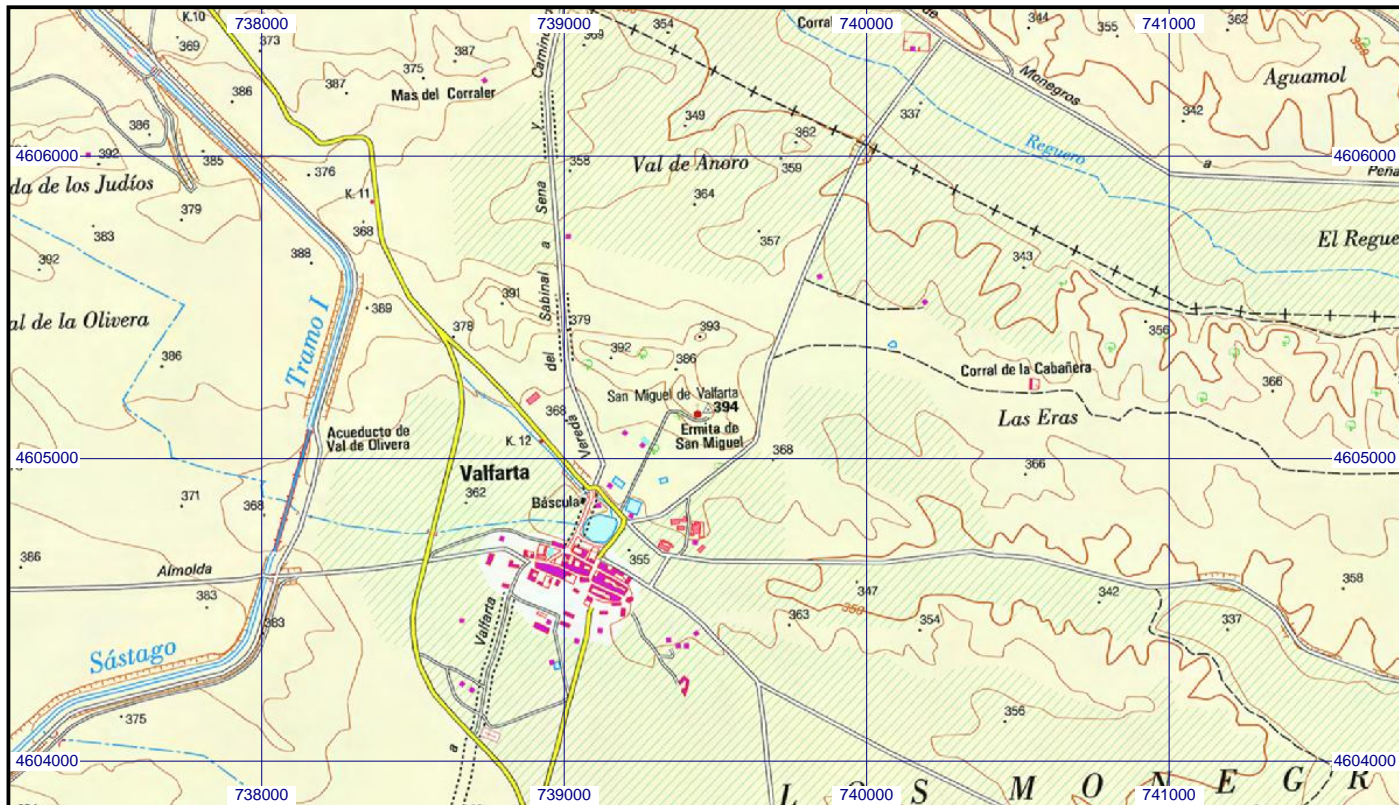 K.10
738000
739000
740000
741000
369
373
387
375
387
369
354
Corral
344
355
362
350
Mas del Corraler
Camino
Monegros
Aguamol
386
386
349
362
337
342
392
385
376
y
358
4606000
Val de Anoro
359
Reguero
a
4606000
da de los Judíos
K. 11
Sena
364
Peña
379
368
a
357
383
388
El Regue
392
343
Sabinal
391
379
393
389
378
356
al de la Olivera
Tramo I
386
392
386
del
Corral de la Cabañera
366
San Miguel de Valfarta
394
368
Las Eras
Acueducto de
Val de Olivera
K. 12
Vereda
Ermita de
San Miguel
4605000
368
4605000
Valfarta
366
371
368
362
Báscula
355
386
Almolda
358
383
347
342
350
383
Valfarta
363
354
337
Sástago
375
356
a
4604000
4604000
738000
739000
740000
741000
L O S M O N E G R